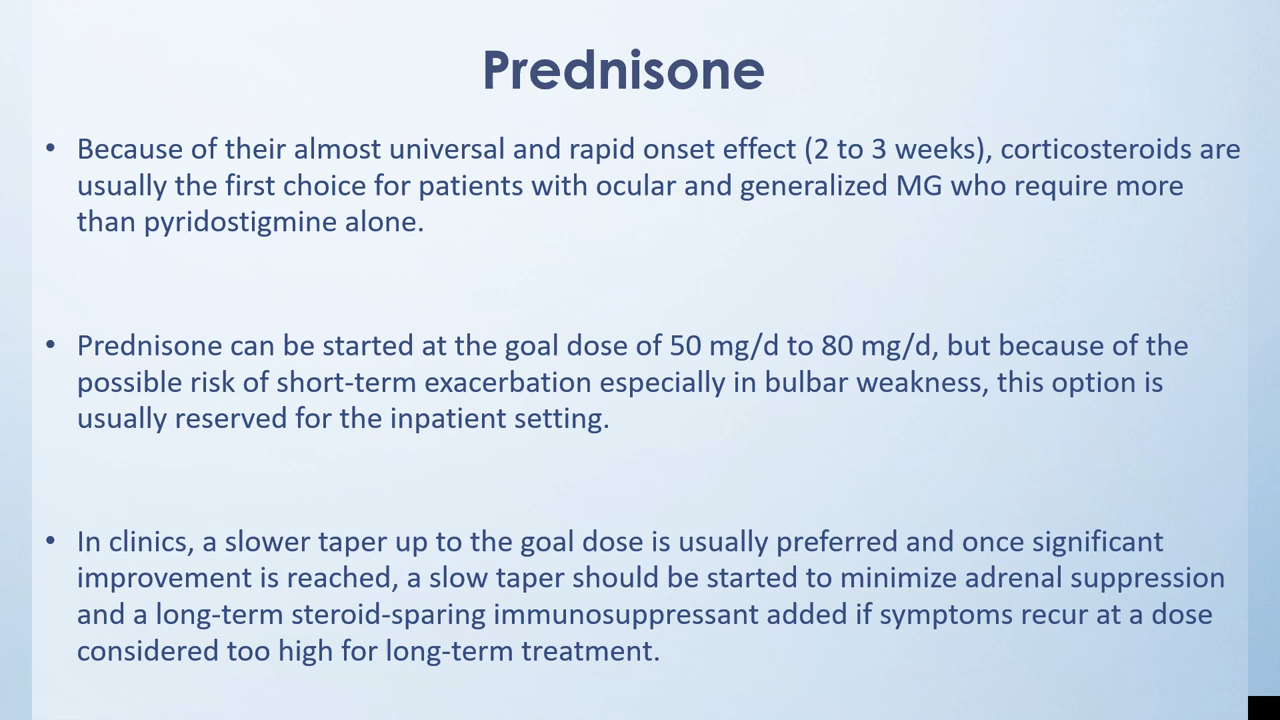 Prednisone
• Because of their almost universal and rapid onset effect (2 to 3 weeks), corticosteroids are
usually the first choice for patients with ocular and generalized MG who require more
than pyridostigmine alone.
• Prednisone can be started at the goal dose of 50 mg/d to 80 mg/d, but because of the
possible risk of short-term exacerbation especially in bulbar weakness, this option is
usually reserved for the inpatient setting.
• In clinics, a slower taper up to the goal dose is usually preferred and once significant
improvement is reached, a slow taper should be started to minimize adrenal suppression
and a long-term steroid-sparing immunosuppressant added if symptoms recur at a dose
considered too high for long-term treatment.